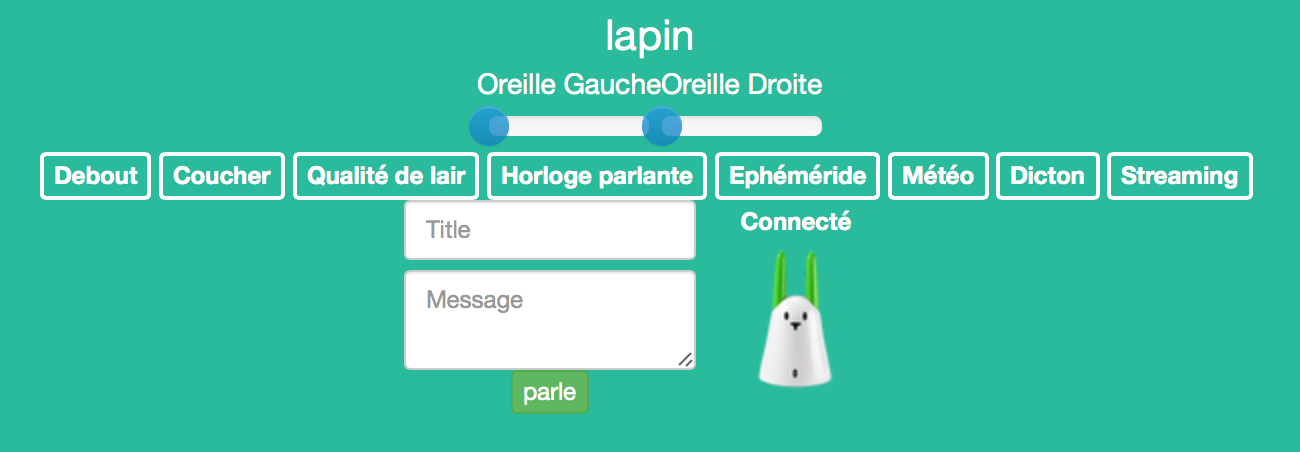 lapin
Oreille GaucheOreille Droite
Debout Coucher Qualité de lair Horloge parlante Ephéméride Météo Dicton Streaming
Title
Connecté
Message
parle